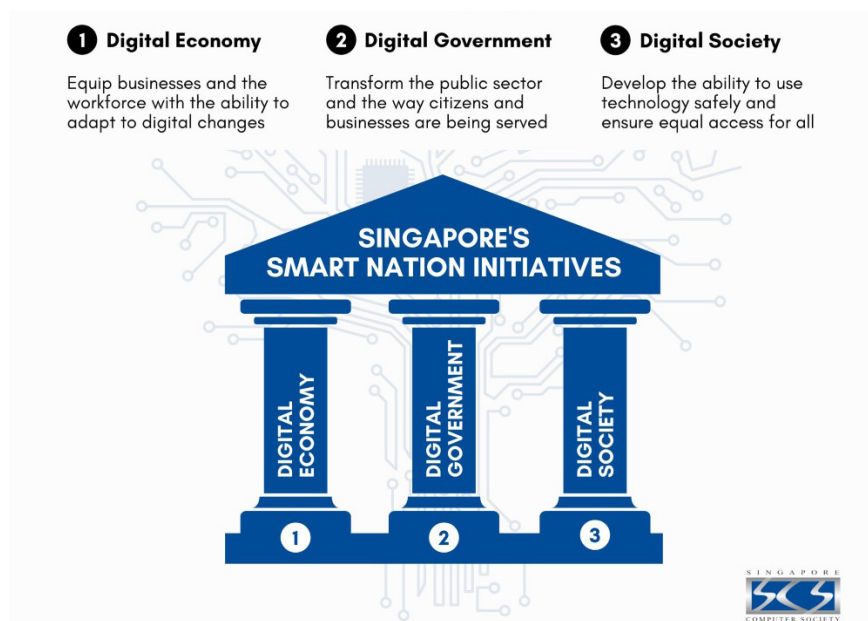 1 Digital Economy
Equip businesses and the
workforce with the ability to
adapt to digital changes
2 Digital Government
Transform the public sector
and the way citizens and
businesses are being served
3 Digital Society
Develop the ability to use
technology safely and
ensure equal access for all
SINGAPORE'S
SMART NATION INITIATIVES
DIGITAL
ECONOMY
DIGITAL
GOVERNMENT
DIGITAL
SOCIETY
1
2
3
SINGAPORE
SCS
COMPUTER SOCIETY